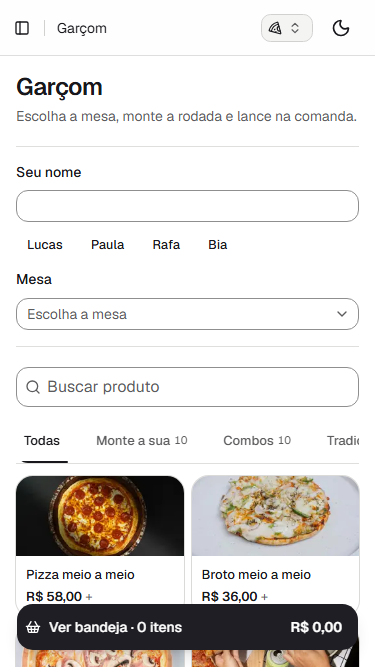 Garçom
Garçom
Escolha a mesa, monte a rodada e lance na comanda.
Seu nome
Lucas Paula Rafa Bia
Mesa
Escolha a mesa
Buscar produto
Todas Monte a sua 10 Combos 10 Tradic
Pizza meio a meio Broto meio a meio
R$ 58,00 + R$ 36,00 +
Ver bandeja · 0 itens R$ 0,00